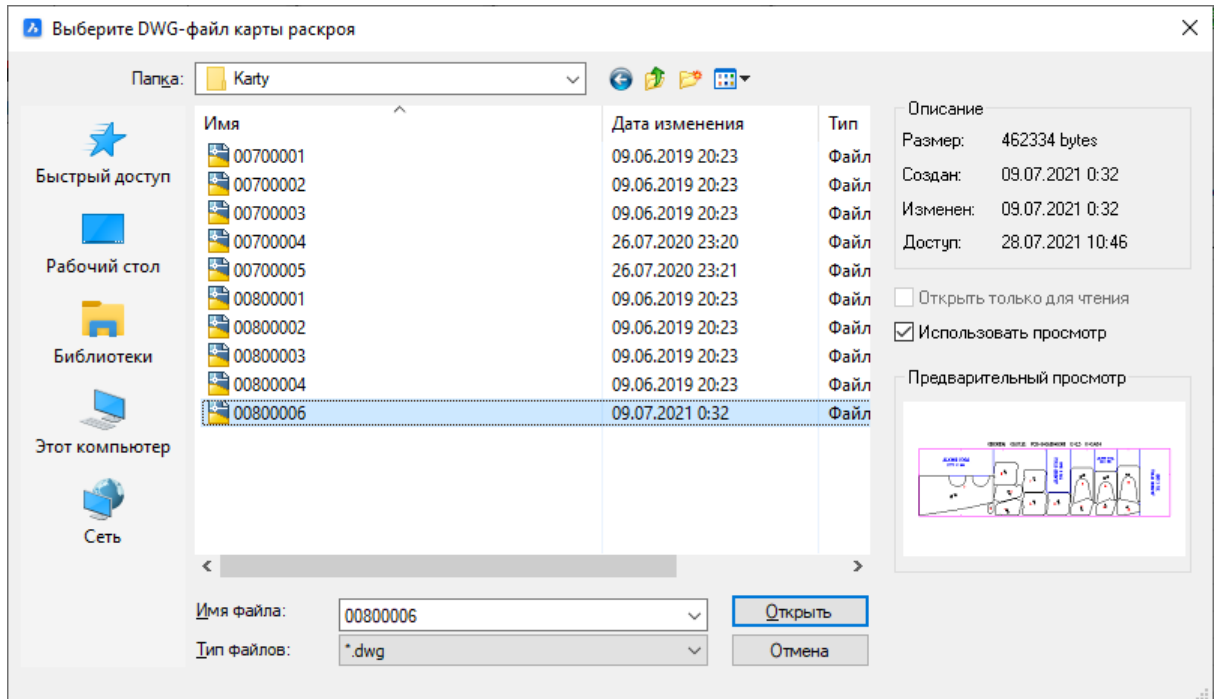 Выберите DWG-файл карты раскроя
Папка:
Karty
Быстрый доступ
Рабочий стол
Библиотеки
Этот компьютер
Сеть
Имя Дата изменения Тип
00700001 09.06.2019 20:23 Файл
00700002 09.06.2019 20:23 Файл
00700003 09.06.2019 20:23 Файл
00700004 26.07.2020 23:20 Файл
00700005 26.07.2020 23:21 Файл
00800001 09.06.2019 20:23 Файл
00800002 09.06.2019 20:23 Файл
00800003 09.06.2019 20:23 Файл
00800004 09.06.2019 20:23 Файл
00800006 09.07.2021 0:32 Файл
Имя файла: 00800006
Открыть
Тип файлов: *.dwg
Отмена
Описание
Размер: 462334 bytes
Создан: 09.07.2021 0:32
Изменен: 09.07.2021 0:32
Доступ: 28.07.2021 10:46
Открыть только для чтения
Использовать просмотр
Предварительный просмотр